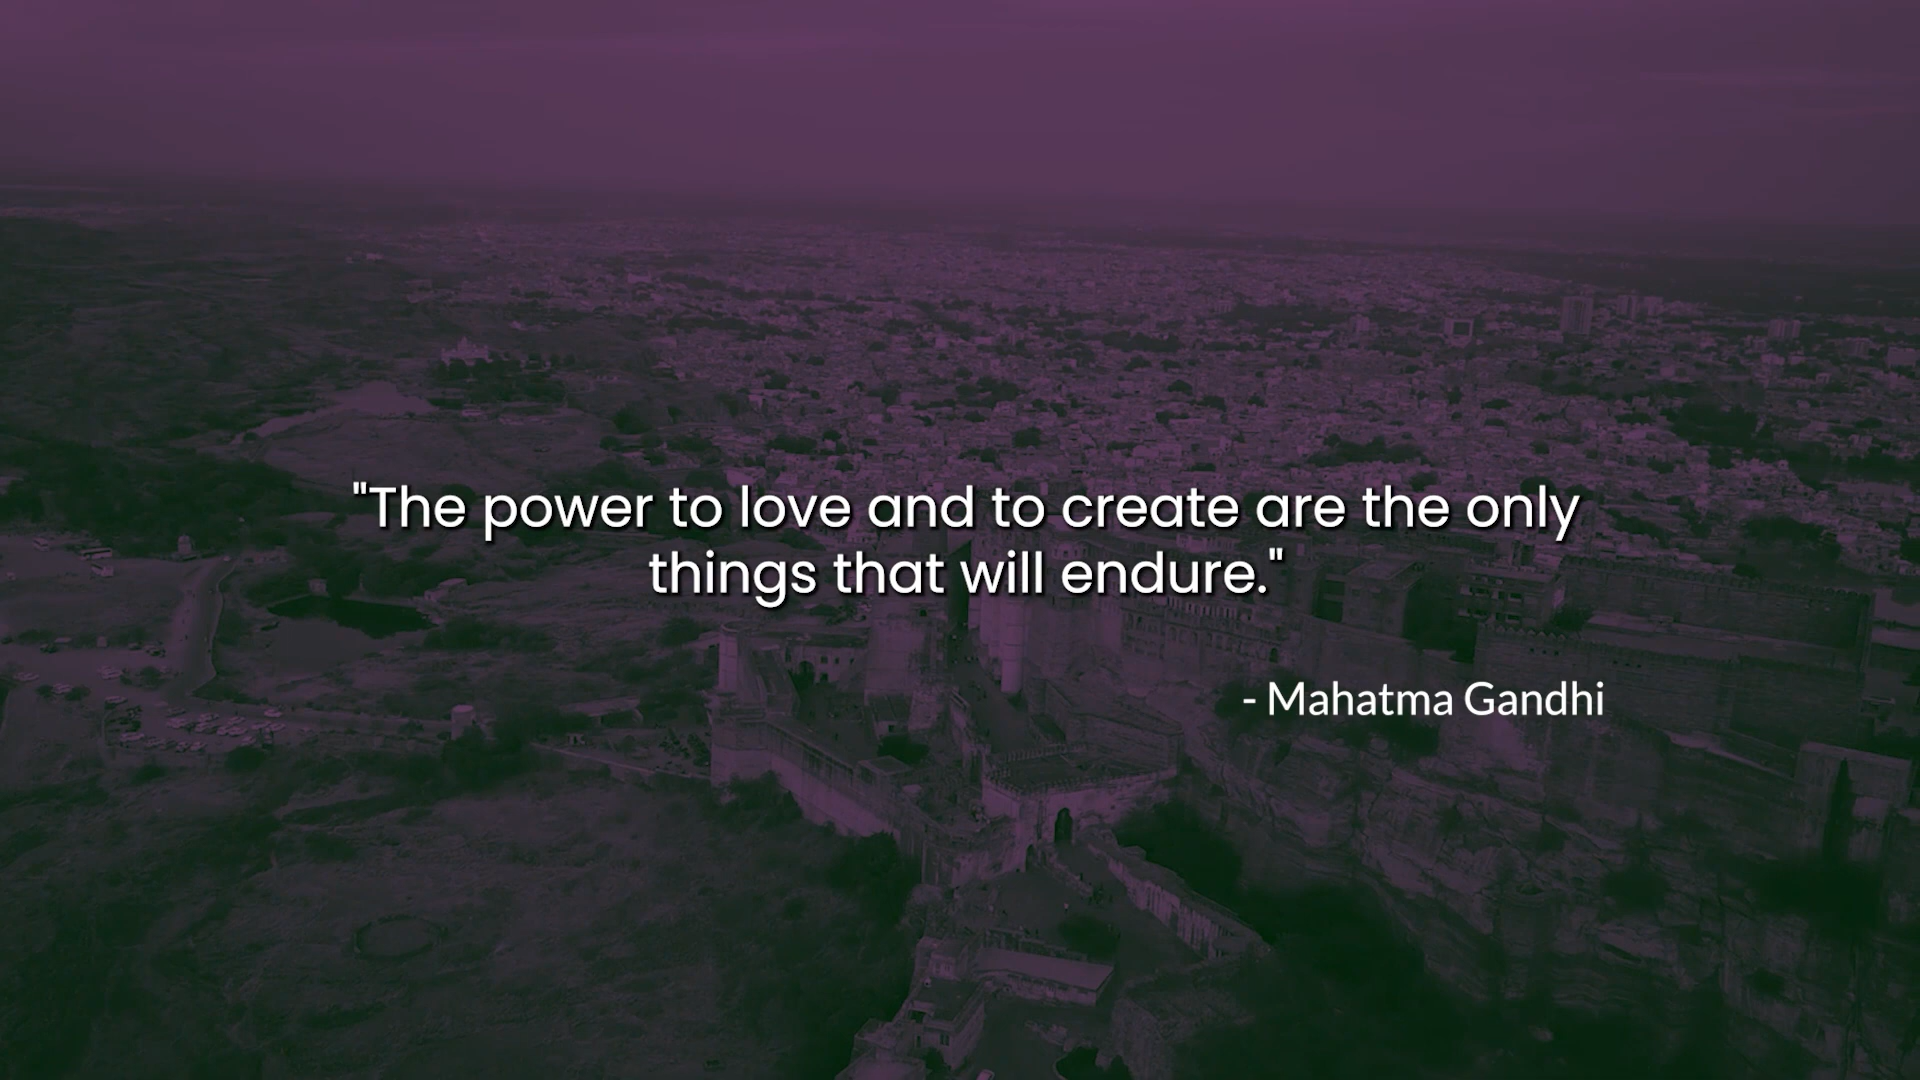 "The power to love and to create are the only
things that will endure."
- Mahatma Gandhi